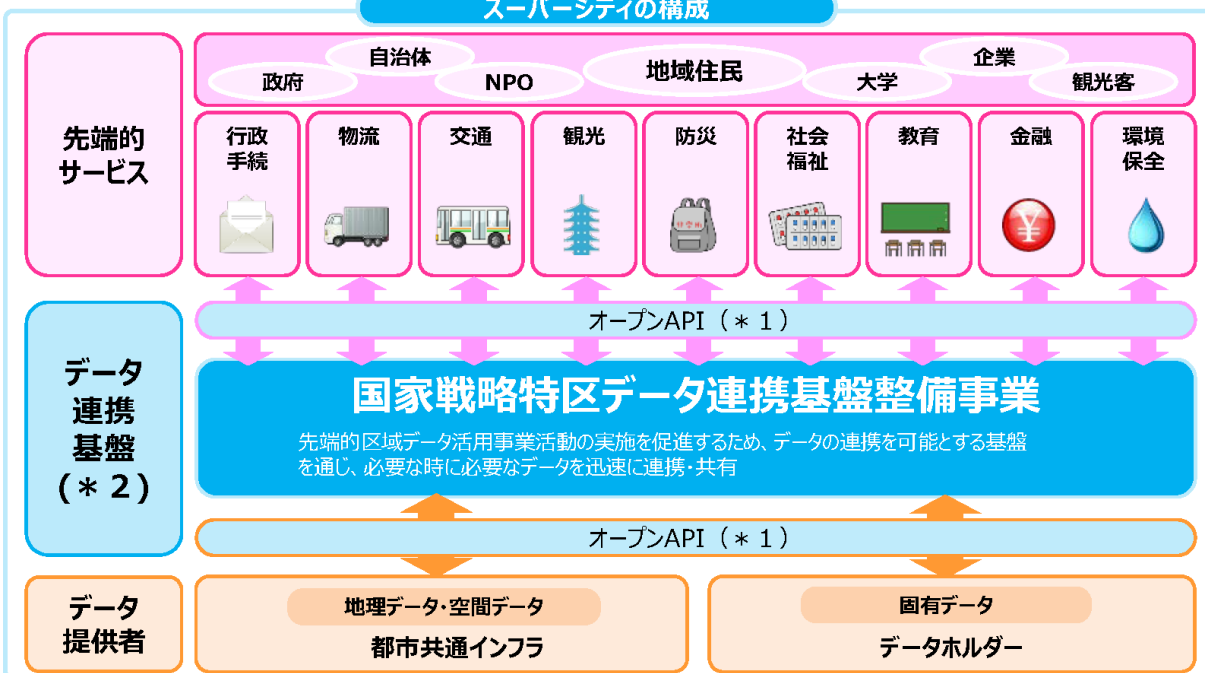 スーパーシティの構成
先端的
サービス
政府
自治体
NPO
地域住民
大学
企業
観光客
行政
手続
物流
交通
観光
防災
社会
福祉
教育
金融
環境
保全
オープンAPI(*1)
データ
連携
基盤
(*2)
国家戦略特区データ連携基盤整備事業
先端的区域データ活用事業活動の実施を促進するため、データの連携を可能とする基盤
を通じ、必要な時に必要なデータを迅速に連携・共有
オープンAPI(*1)
データ
提供者
地理データ・空間データ
都市共通インフラ
固有データ
データホルダー